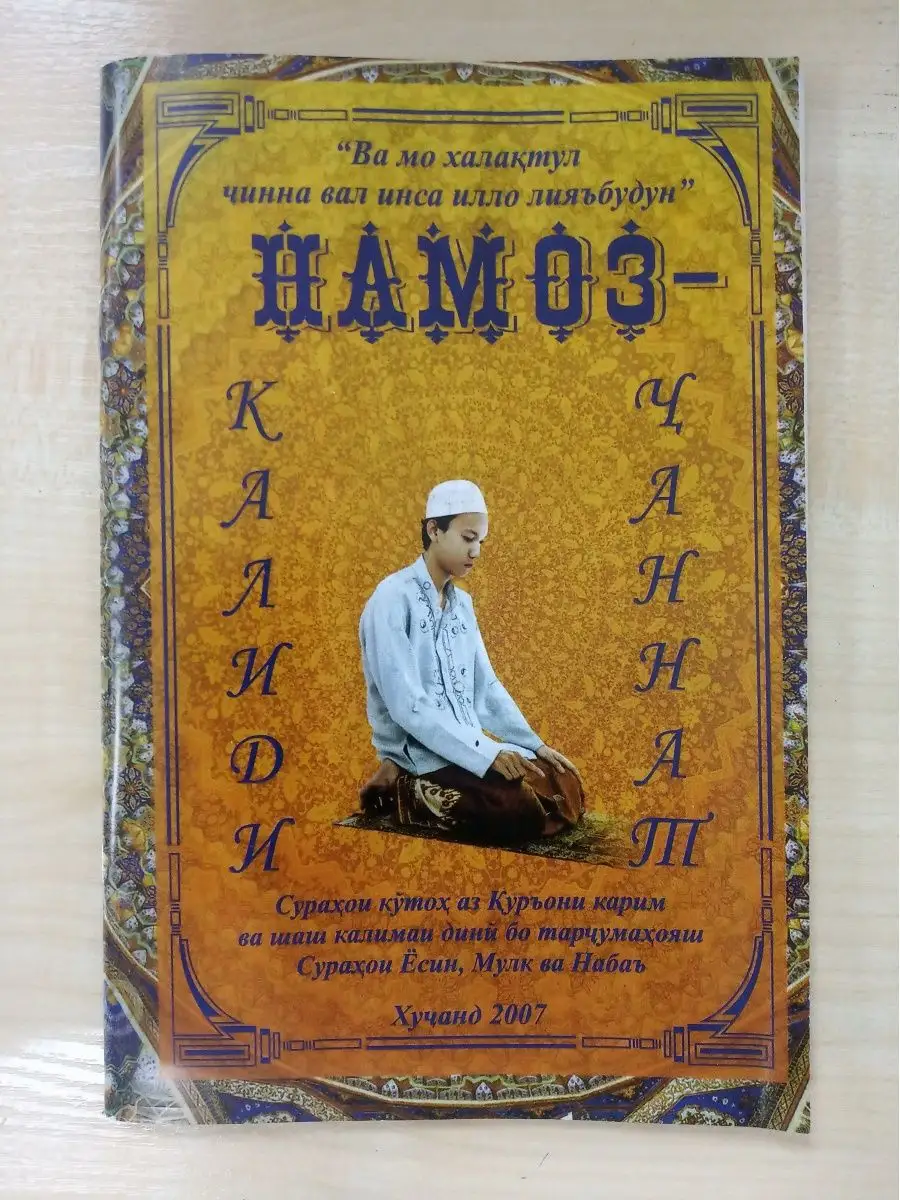 “Ва мо халақтул
ҷинна вал инса илло лияъбудун”
НАМОЗ-
КАЛИДИ
ҶАННАТ
Сураҳои кӯтоҳ аз Қуръони карим
ва шаш калимаи динӣ бо тарҷумаҳояш
Сураҳои Ёсин, Мулк ва Набаъ
Хуҷанд 2007